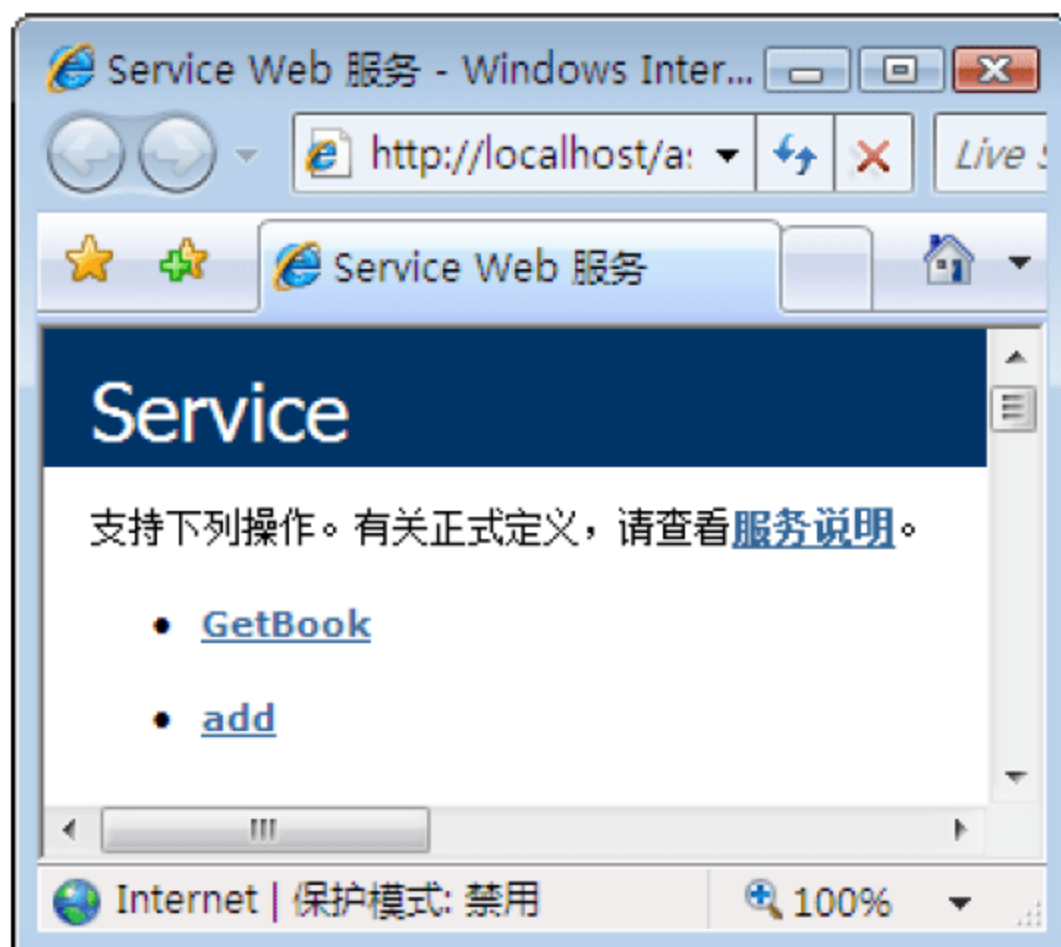 Service Web 服务 - Windows Inter...
http://localhost/a
Live
Service Web 服务
Service
支持下列操作。有关正式定义，请查看服务说明。
• GetBook
• add
Internet | 保护模式: 禁用
100%